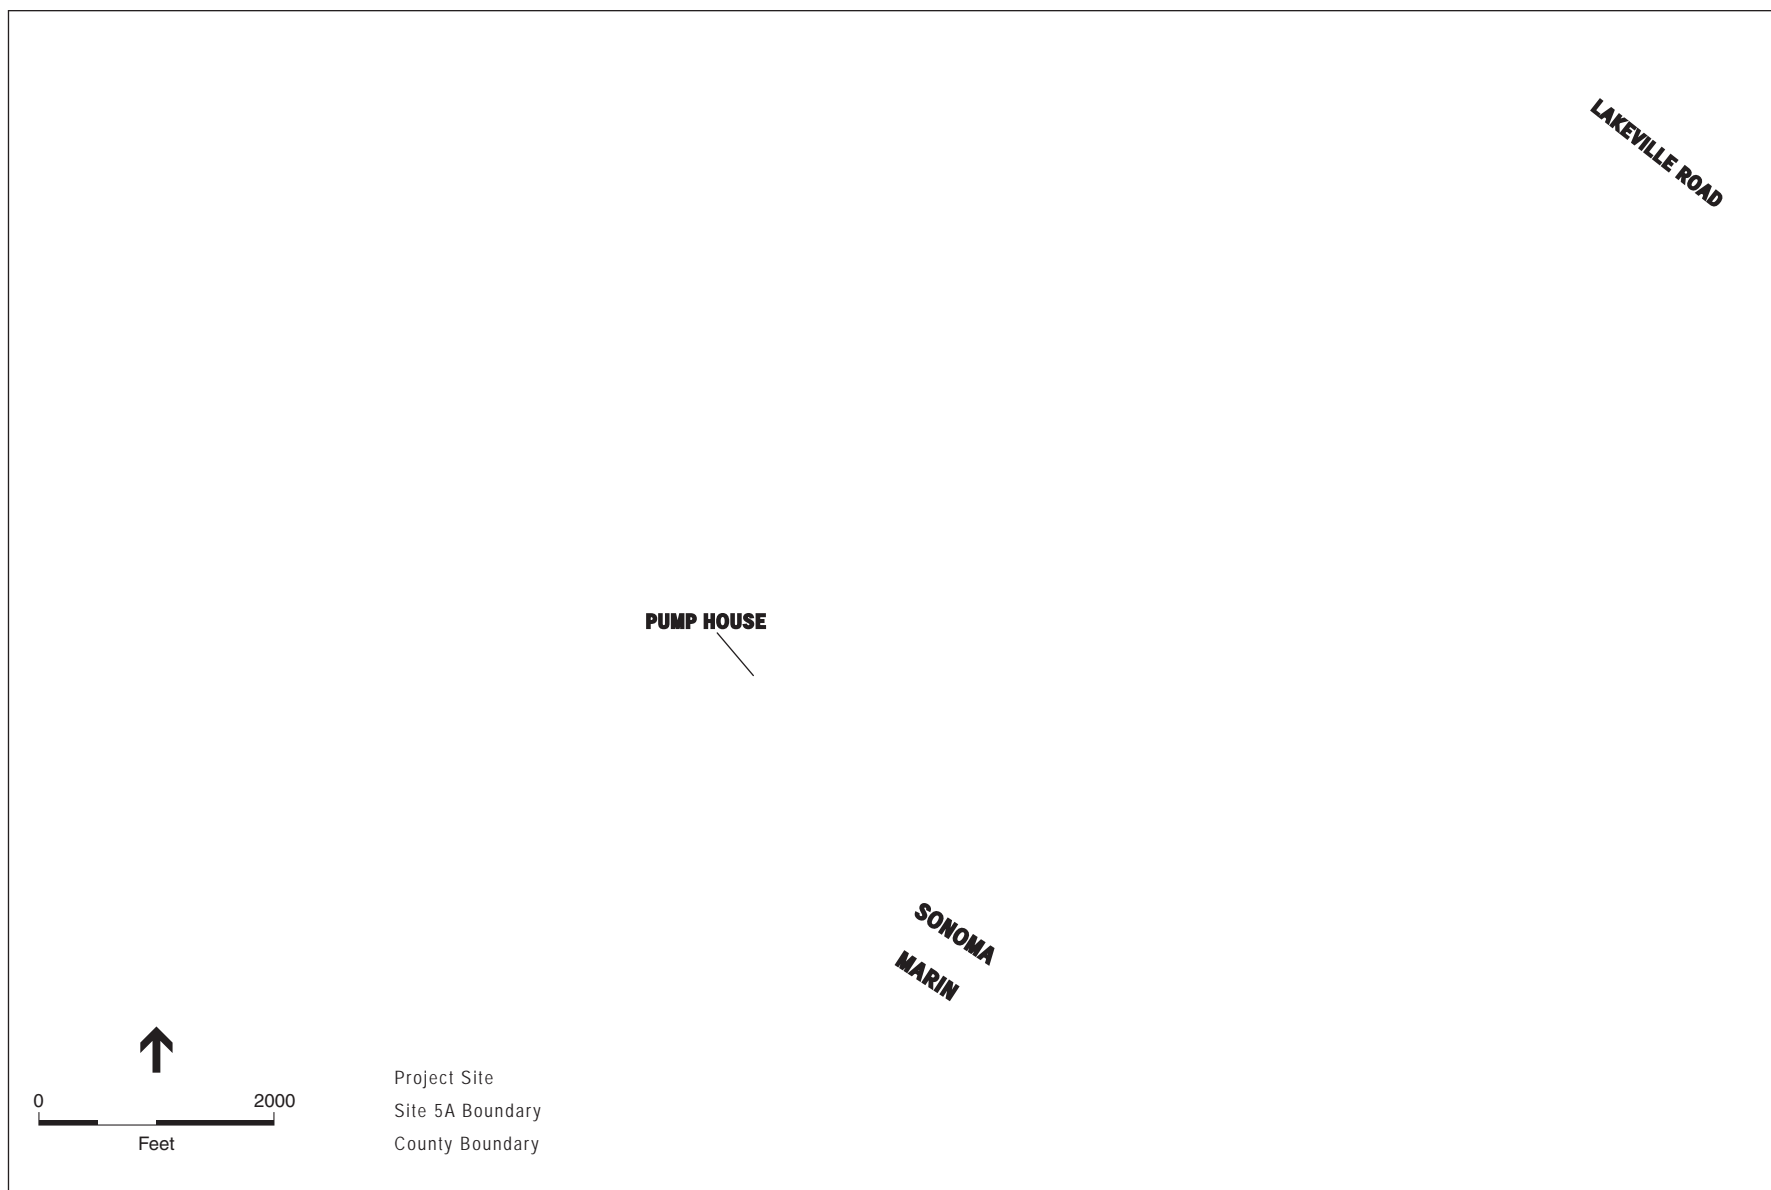 LAKEVILLE ROAD
PUMP HOUSE
SONOMA
MARIN
0 2000
Feet
Project Site
Site 5A Boundary
County Boundary